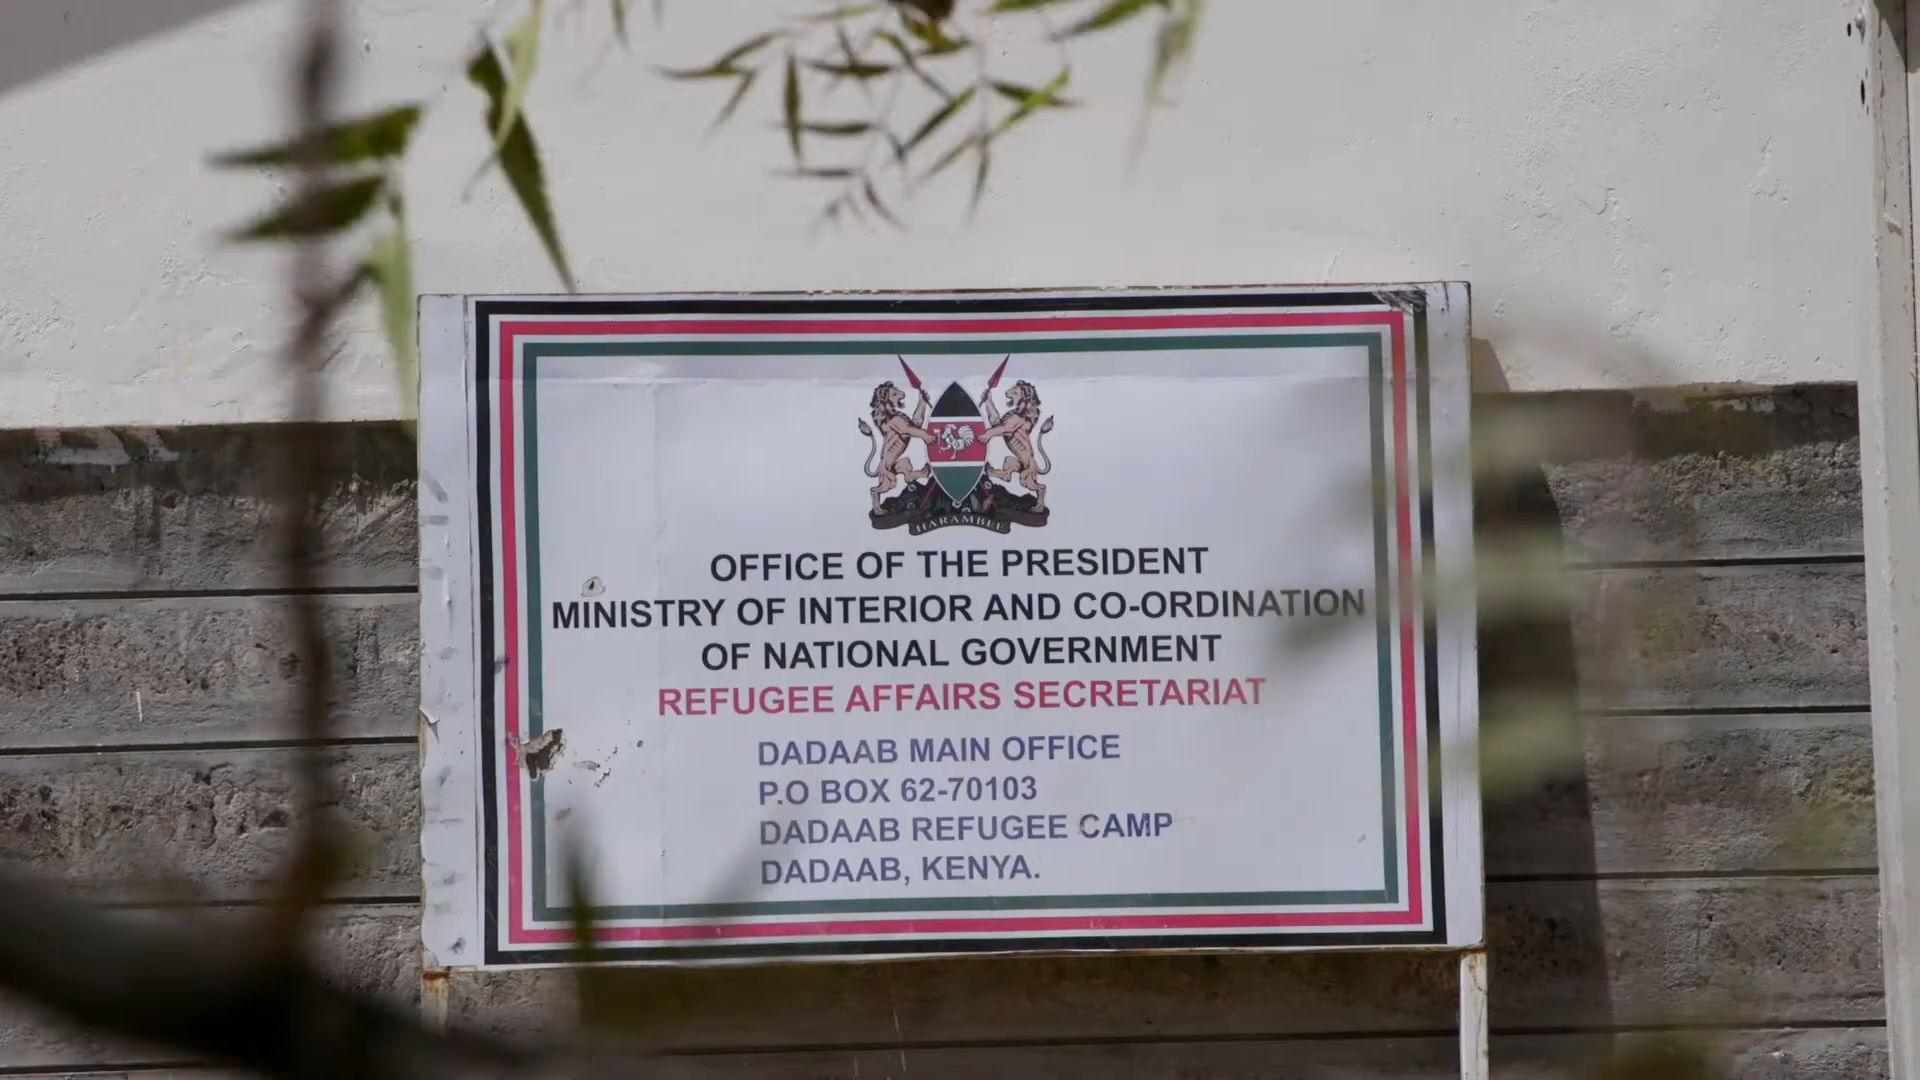 HARAMBEE
OFFICE OF THE PRESIDENT
MINISTRY OF INTERIOR AND CO-ORDINATION
OF NATIONAL GOVERNMENT
REFUGEE AFFAIRS SECRETARIAT
DADAAB MAIN OFFICE
P.O BOX 62-70103
DADAAB REFUGEE CAMP
DADAAB, KENYA.